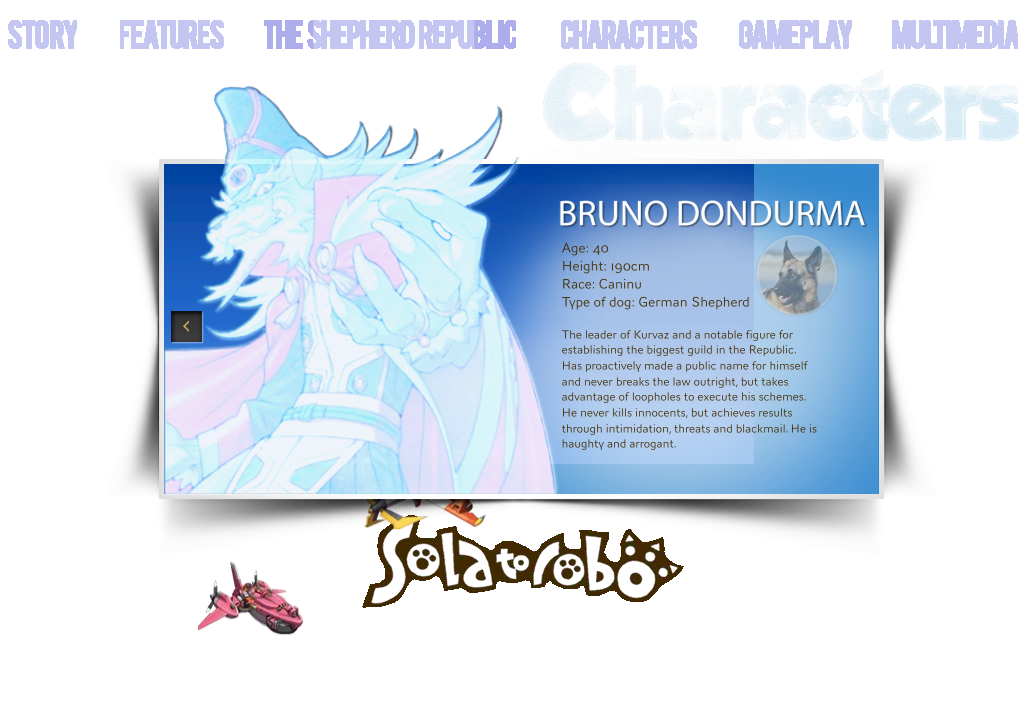 STORY FEATURES THE SHEPHERD REPUBLIC CHARACTERS GAMEPLAY MULTIMEDIA
Characters
BRUNO DONDURMA
Age: 40
Height: 190cm
Race: Caninu
Type of dog: German Shepherd
The leader of Kurvaz and a notable figure for
establishing the biggest guild in the Republic.
Has proactively made a public name for himself
and never breaks the law outright, but takes
advantage of loopholes to execute his schemes.
He never kills innocents, but achieves results
through intimidation, threats and blackmail. He is
haughty and arrogant.
Solatorobo